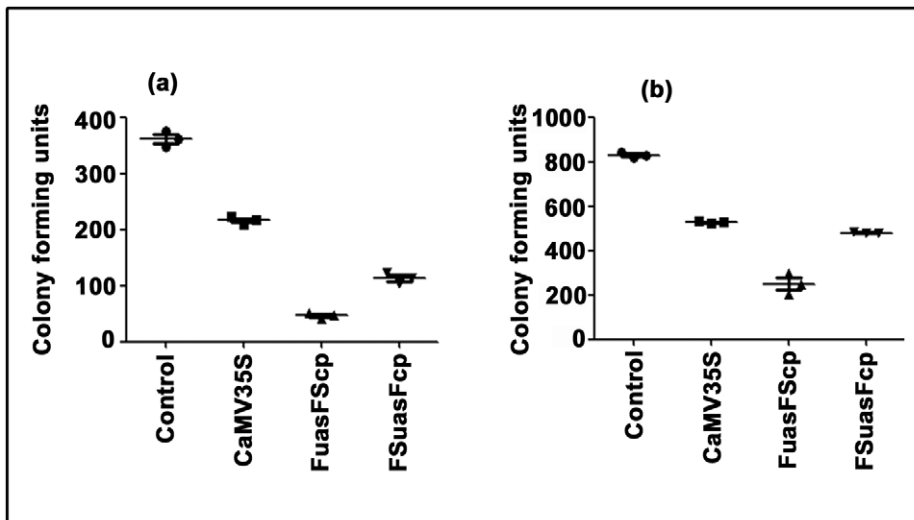 (a)
Colony forming units
400
300
200
100
0
Control
CaMV35S
FuasFScp
FSuasFcp
(b)
Colony forming units
1000
800
600
400
200
0
Control
CaMV35S
FuasFScp
FSuasFcp